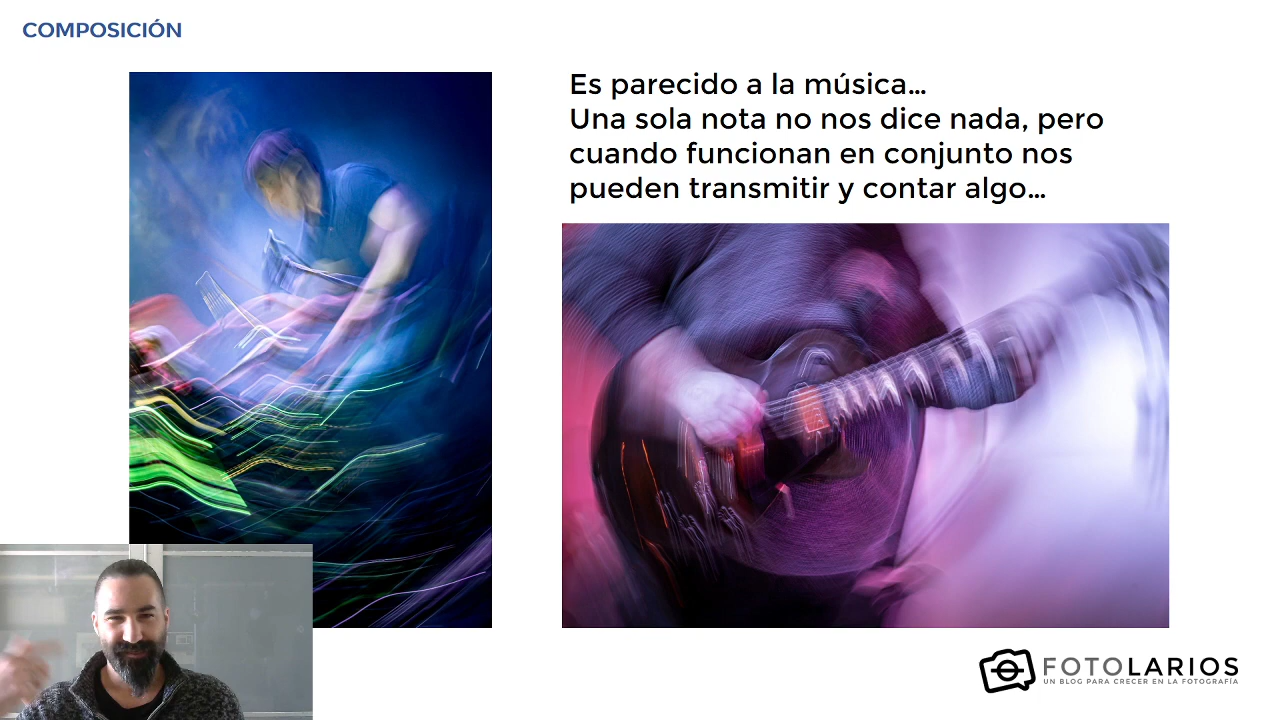 COMPOSICIÓN
Es parecido a la música...
Una sola nota no nos dice nada, pero
cuando funcionan en conjunto nos
pueden transmitir y contar algo...
FOTOLARIOS
UN BLOG PARA CRECER EN LA FOTOGRAFÍA